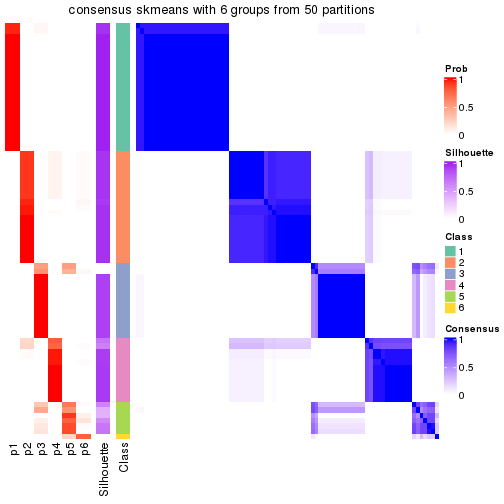 consensus skmeans with 6 groups from 50 partitions
Prob
1
0.5
0
Silhouette
1
0.5
0
Class
1
2
3
4
5
6
Consensus
1
0.5
0
p1
p2
p3
p4
p5
p6
Silhouette
Class